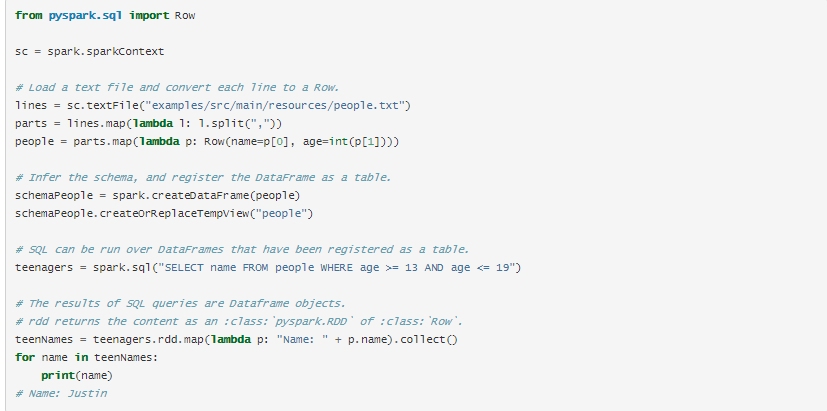 from pyspark.sql import Row
sc = spark.sparkContext
# Load a text file and convert each line to a Row.
lines = sc.textFile("examples/src/main/resources/people.txt")
parts = lines.map(lambda l: l.split(","))
people = parts.map(lambda p: Row(name=p[0], age=int(p[1])))
# Infer the schema, and register the DataFrame as a table.
schemaPeople = spark.createDataFrame(people)
schemaPeople.createOrReplaceTempView("people")
# SQL can be run over DataFrames that have been registered as a table.
teenagers = spark.sql("SELECT name FROM people WHERE age >= 13 AND age <= 19")
# The results of SQL queries are Dataframe objects.
# rdd returns the content as an :class:`pyspark.RDD` of :class:`Row`.
teenNames = teenagers.rdd.map(lambda p: "Name: " + p.name).collect()
for name in teenNames:
    print(name)
# Name: Justin